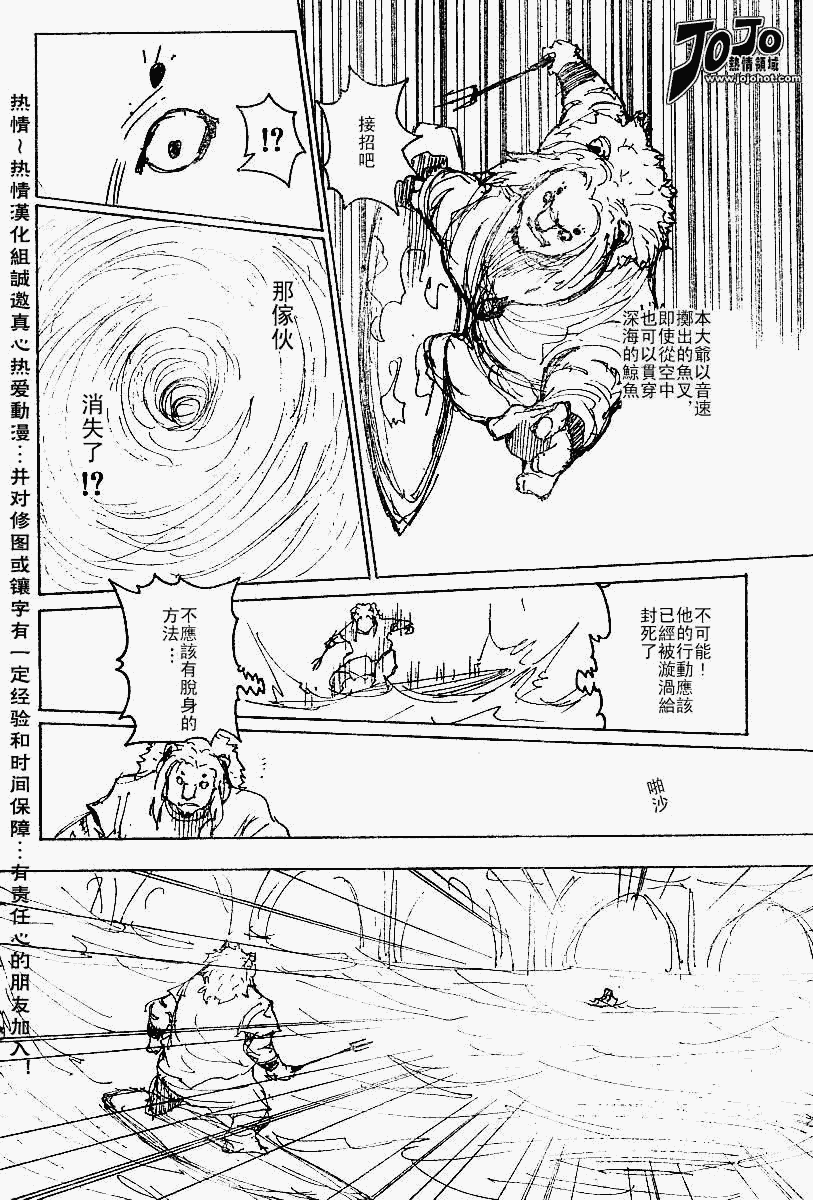 JOJO
熱情領域
www.jojohot.com
接招吧
本大爺以音速
擲出的魚叉，
即使從空中
也可以貫穿
深海的鯨魚
!?
那傢伙
消失了!?
不可能！
他的行動應該
已經被漩渦給
封死了
不應該有脫身的
方法…
啪沙
热情～热情漢化組誠邀真心热爱動漫…并对修图或镶字有一定经验和时间保障…有责任心的朋友加入！